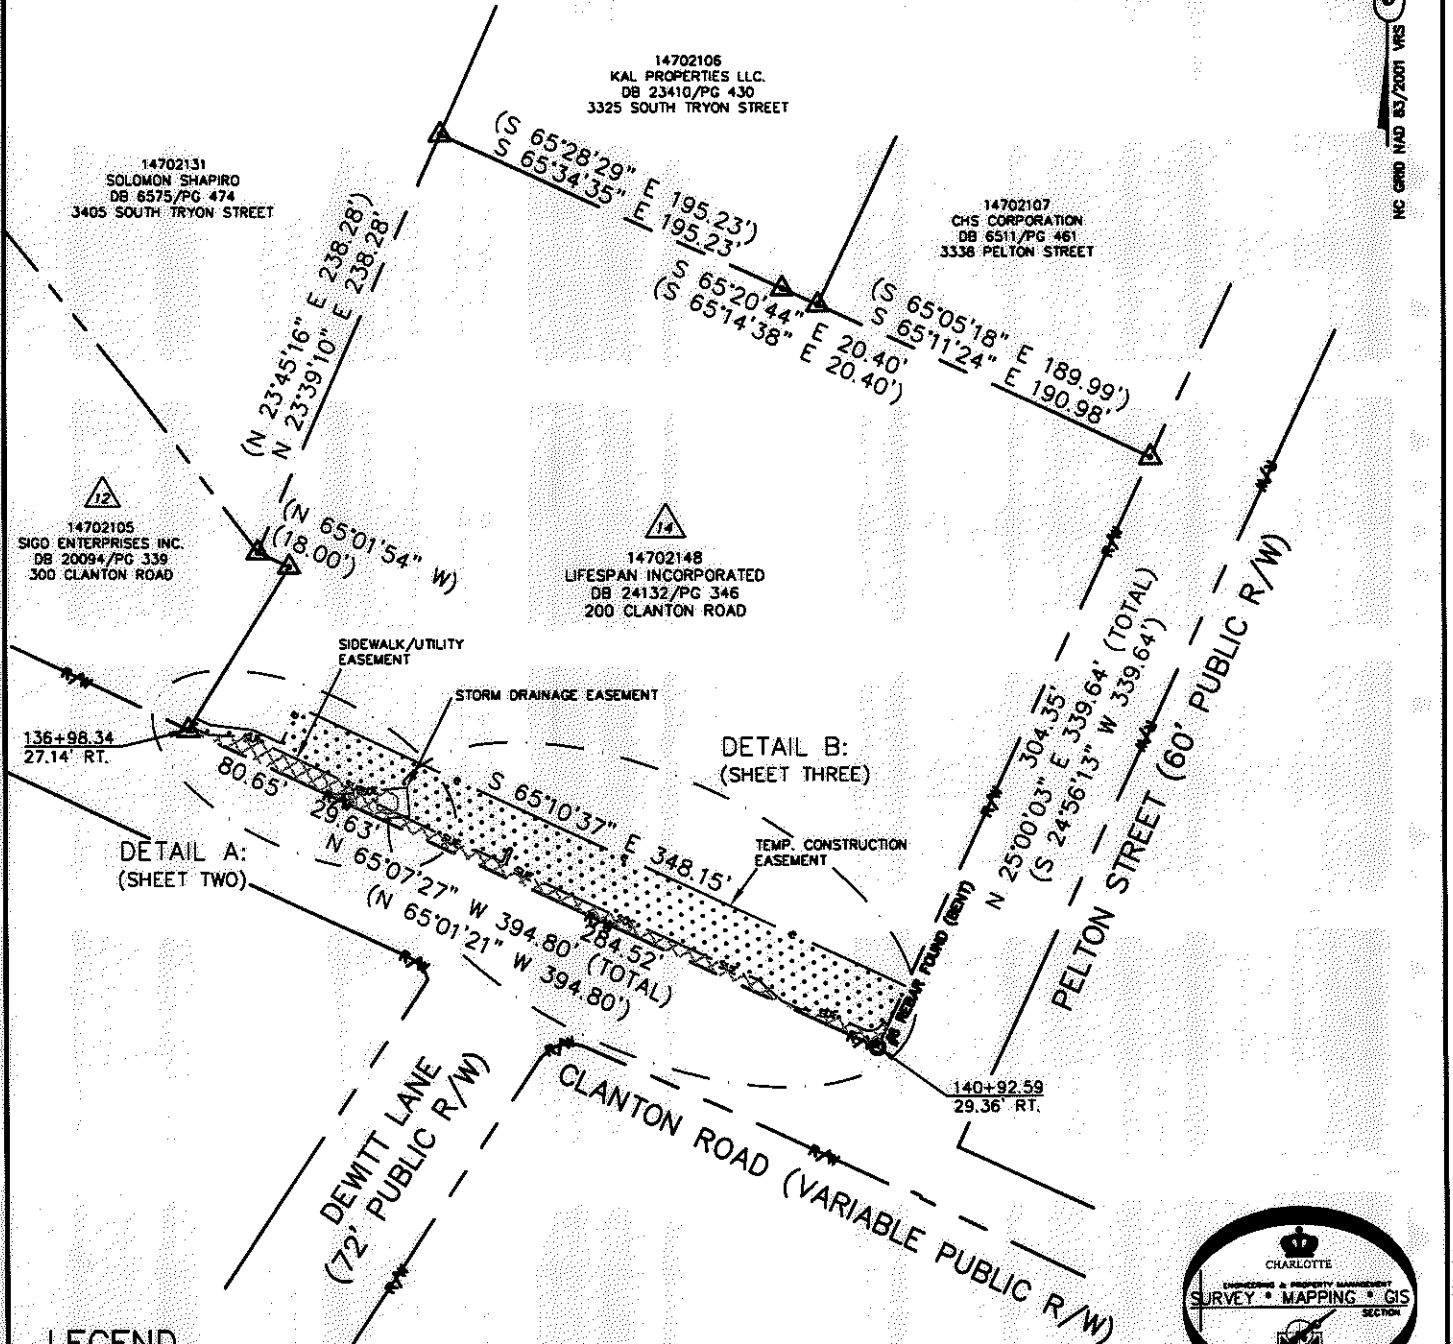 NC GRID NAD 83/2001 VRS
14702106
KAL PROPERTIES LLC.
DB 23410/PG 430
3325 SOUTH TRYON STREET
14702131
SOLOMON SHAPIRO
DB 6575/PG 474
3405 SOUTH TRYON STREET
(S 65°28'29" E 195.23')
S 65°34'35" E 195.23'
14702107
CHS CORPORATION
DB 6511/PG 461
3338 PELTON STREET
(N 23°45'16" E 238.28')
N 23°39'10" E 238.28'
S 65°20'44" E 20.40'
(S 65°14'38" E 20.40')
(S 65°05'18" E 189.99')
S 65°11'24" E 190.98'
12
14702105
SIGO ENTERPRISES INC.
DB 20094/PG 339
300 CLANTON ROAD
(N 65°01'54" W)
(18.00')
14
14702148
LIFESPAN INCORPORATED
DB 24132/PG 346
200 CLANTON ROAD
R/W
R/W
SIDEWALK/UTILITY
EASEMENT
STORM DRAINAGE EASEMENT
R/W
136+98.34
27.14' RT.
DETAIL B:
(SHEET THREE)
304.35'
N 25°00'03" E 339.64' (TOTAL)
(S 24°56'13" W 339.64')
R/W
R/W
PELTON STREET (60' PUBLIC R/W)
80.65'
29.63'
S 65°10'37" E 348.15'
TEMP. CONSTRUCTION
EASEMENT
DETAIL A:
(SHEET TWO)
284.52'
N 65°07'27" W 394.80' (TOTAL)
(N 65°01'21" W 394.80')
REBAR FOUND (BENT)
R/W
R/W
R/W
R/W
140+92.59
29.36' RT.
DEWITT LANE
(72' PUBLIC R/W)
CLANTON ROAD (VARIABLE PUBLIC R/W)
R/W
R/W
CHARLOTTE
ENGINEERING & PROPERTY MANAGEMENT
SURVEY * MAPPING * GIS
SECTION
LEGEND